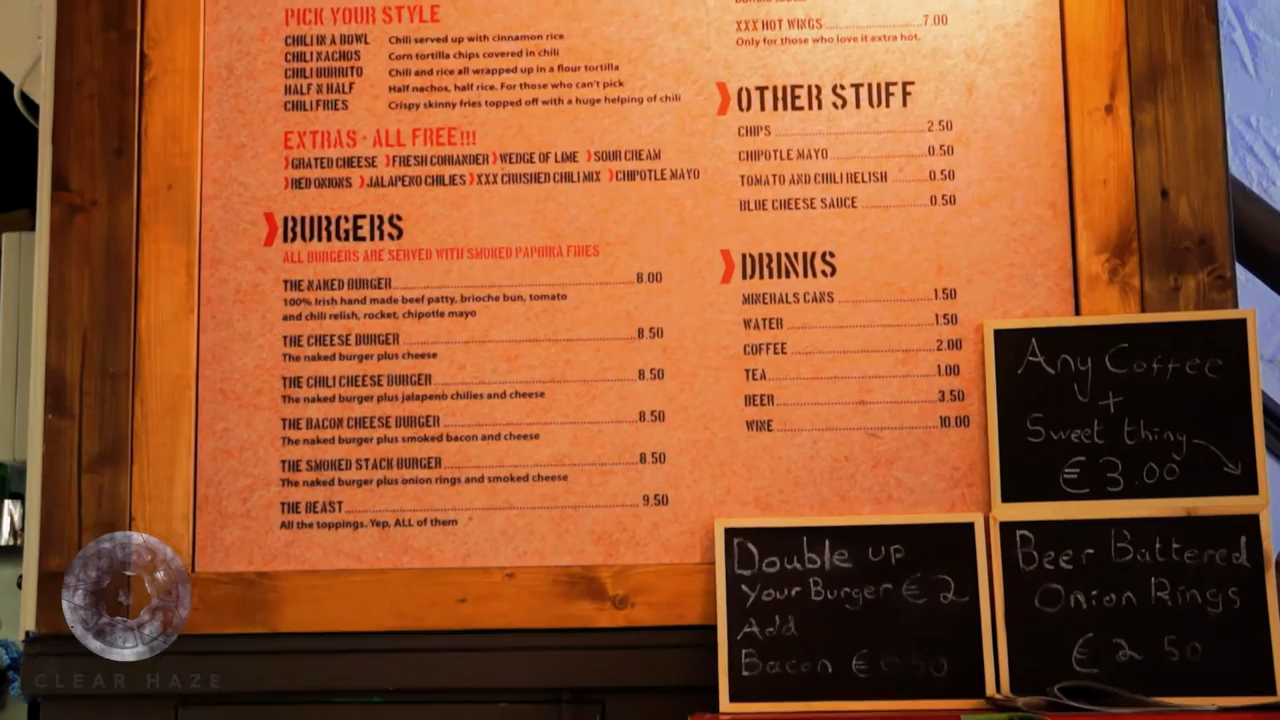 PICK YOUR STYLE
CHILI IN A BOWL Chili served up with cinnamon rice
CHILI NACHOS Corn tortilla chips covered in chili
CHILI BURRITO Chili and rice all wrapped up in a flour tortilla
HALF N HALF Half nachos, half rice. For those who can't pick
CHILI FRIES Crispy skinny fries topped off with a huge helping of chili
EXTRAS - ALL FREE!!!
GRATED CHEESE FRESH CORIANDER WEDGE OF LIME SOUR CREAM
RED ONIONS JALAPENO CHILIES XXX CRUSHED CHILI MIX CHIPOTLE MAYO
BURGERS
ALL BURGERS ARE SERVED WITH SMOKED PAPRIKA FRIES
THE NAKED BURGER 8.00
100% Irish hand made beef patty, brioche bun, tomato
and chili relish, rocket, chipotle mayo
THE CHEESE BURGER 8.50
The naked burger plus cheese
THE CHILI CHEESE BURGER 8.50
The naked burger plus jalapeno chilies and cheese
THE BACON CHEESE BURGER 8.50
The naked burger plus smoked bacon and cheese
THE SMOKED STACK BURGER 8.50
The naked burger plus onion rings and smoked cheese
THE BEAST 9.50
All the toppings. Yep, ALL of them
XXX HOT WINGS 7.00
Only for those who love it extra hot.
OTHER STUFF
CHIPS 2.50
CHIPOTLE MAYO 0.50
TOMATO AND CHILI RELISH 0.50
BLUE CHEESE SAUCE 0.50
DRINKS
MINERALS CANS 1.50
WATER 1.50
COFFEE 2.00
TEA 1.00
BEER 3.50
WINE 10.00
Any Coffee
+
Sweet thing
€3.00
Double up
Your Burger €2
Add
Bacon €0.50
Beer Battered
Onion Rings
€2 50
CLEAR HAZE